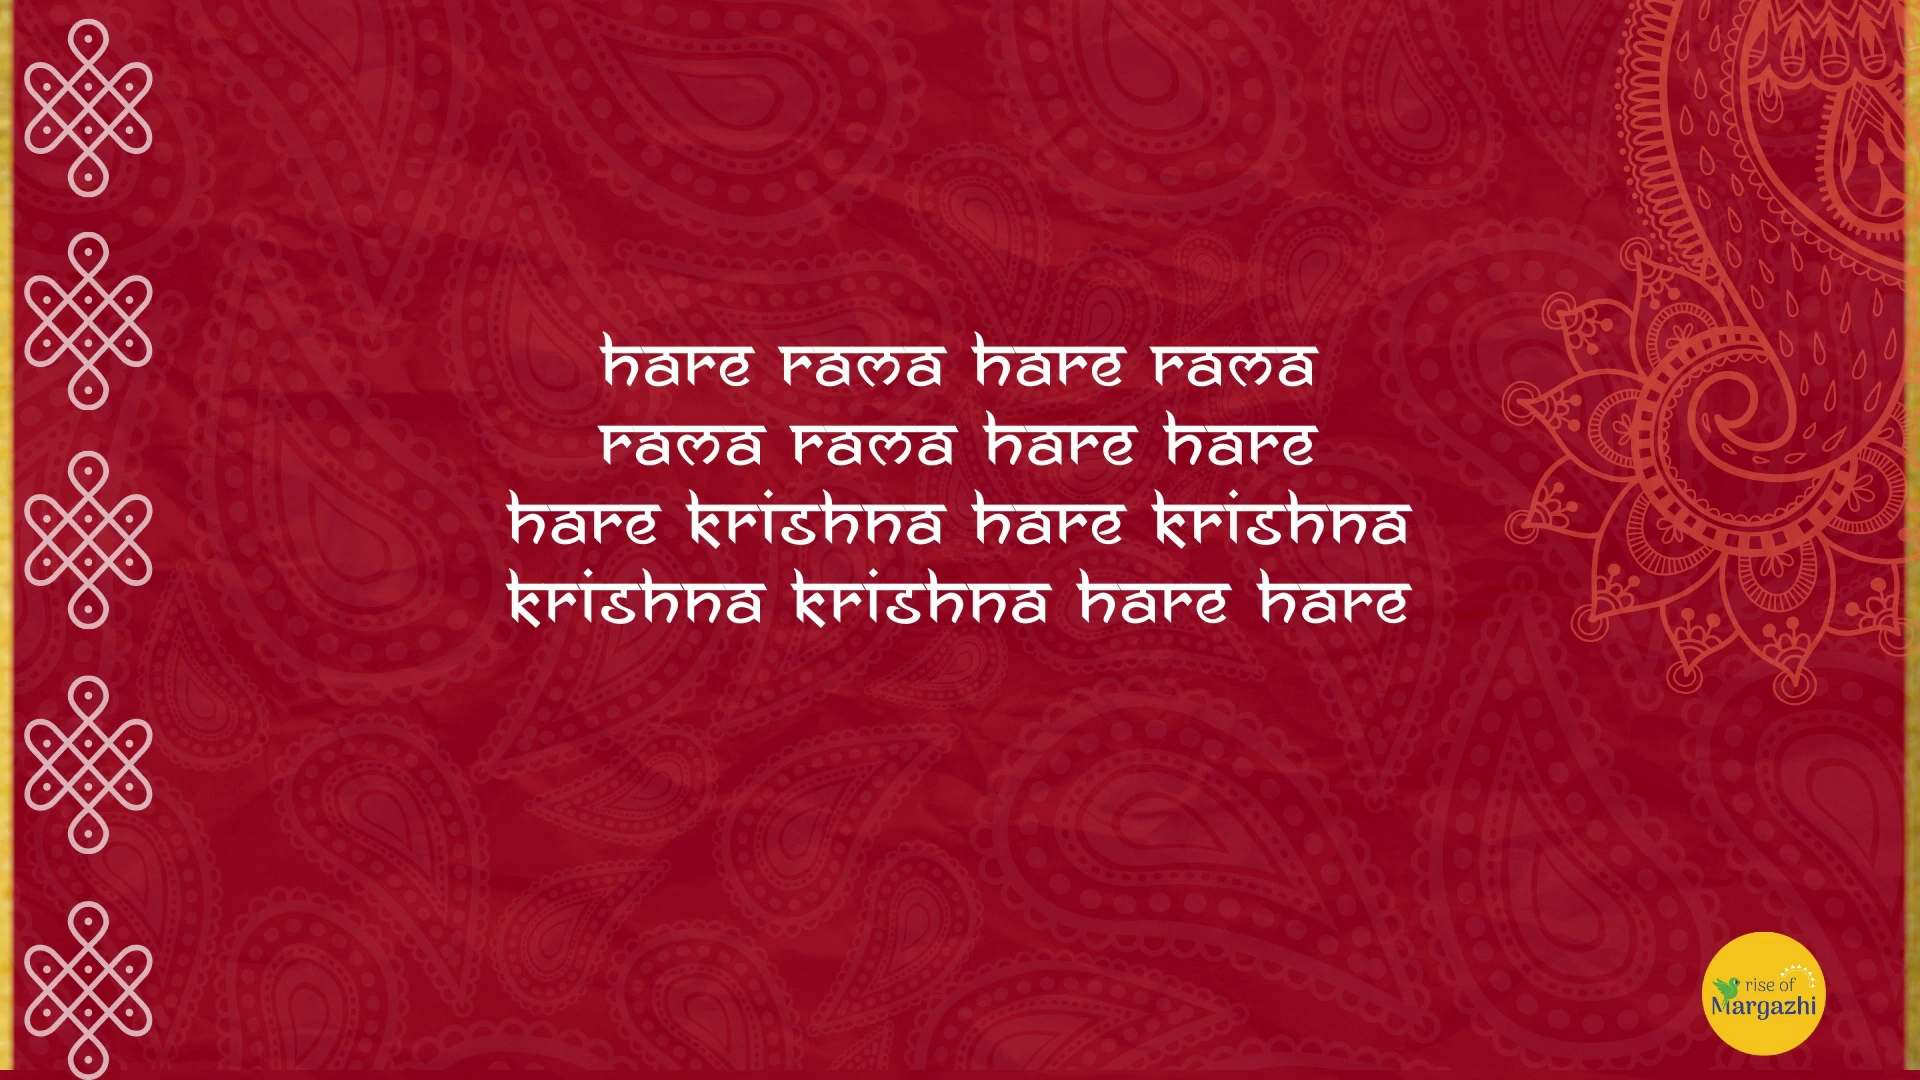 hare rama hare rama
rama rama hare hare
hare krishna hare krishna
krishna krishna hare hare
rise of
Margazhi